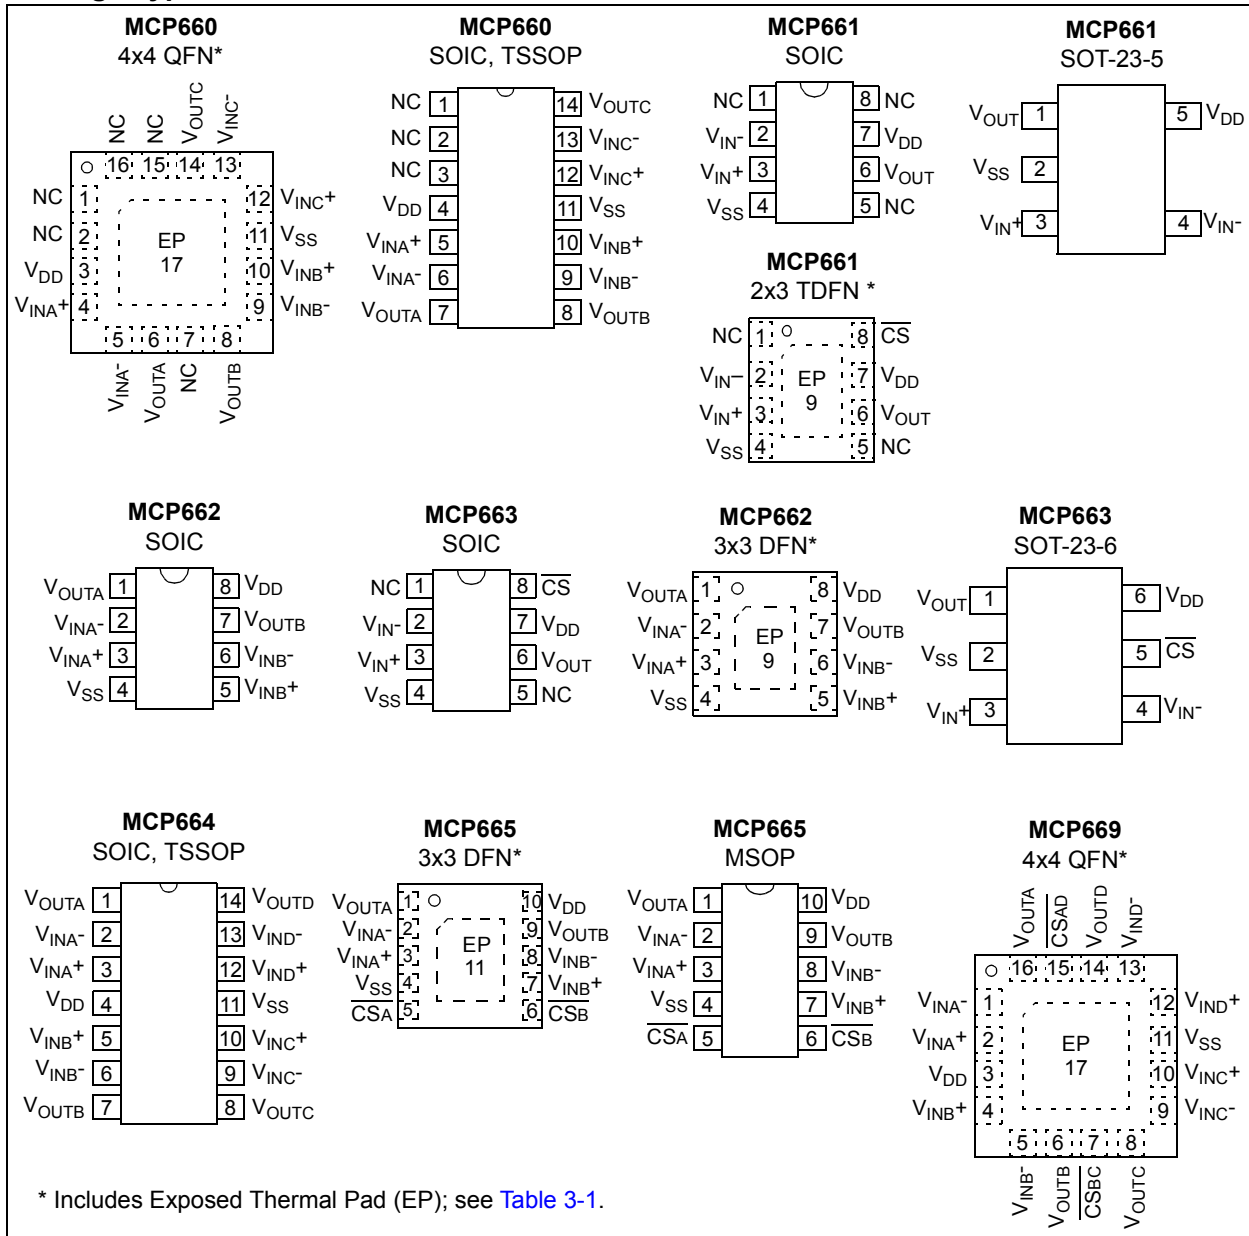 MCP660
4x4 QFN*
NC
NC
VOUTC
VINC-
16 15 14 13
NC 1
NC 2
VDD 3
VINA+ 4
EP
17
12 VINC+
11 VSS
10 VINB+
9 VINB-
5 6 7 8
VINA-
VOUTA
NC
VOUTB
MCP660
SOIC, TSSOP
NC 1 14 VOUTC
NC 2 13 VINC-
NC 3 12 VINC+
VDD 4 11 VSS
VINA+ 5 10 VINB+
VINA- 6 9 VINB-
VOUTA 7 8 VOUTB
MCP661
SOIC
NC 1 8 NC
VIN- 2 7 VDD
VIN+ 3 6 VOUT
VSS 4 5 NC
MCP661
2x3 TDFN *
NC 1 8 CS
VIN– 2 7 VDD
VIN+ 3 6 VOUT
VSS 4 5 NC
EP
9
MCP661
SOT-23-5
VOUT 1 5 VDD
VSS 2
VIN+ 3 4 VIN-
MCP662
SOIC
VOUTA 1 8 VDD
VINA- 2 7 VOUTB
VINA+ 3 6 VINB-
VSS 4 5 VINB+
MCP663
SOIC
NC 1 8 CS
VIN- 2 7 VDD
VIN+ 3 6 VOUT
VSS 4 5 NC
MCP662
3x3 DFN*
VOUTA 1 8 VDD
VINA- 2 7 VOUTB
VINA+ 3 6 VINB-
VSS 4 5 VINB+
EP
9
MCP663
SOT-23-6
VOUT 1 6 VDD
VSS 2 5 CS
VIN+ 3 4 VIN-
MCP664
SOIC, TSSOP
VOUTA 1 14 VOUTD
VINA- 2 13 VIND-
VINA+ 3 12 VIND+
VDD 4 11 VSS
VINB+ 5 10 VINC+
VINB- 6 9 VINC-
VOUTB 7 8 VOUTC
MCP665
3x3 DFN*
VOUTA 1 10 VDD
VINA- 2 9 VOUTB
VINA+ 3 8 VINB-
VSS 4 7 VINB+
CSA 5 6 CSB
EP
11
MCP665
MSOP
VOUTA 1 10 VDD
VINA- 2 9 VOUTB
VINA+ 3 8 VINB-
VSS 4 7 VINB+
CSA 5 6 CSB
MCP669
4x4 QFN*
VOUTA
CSAD
VOUTD
VIND-
16 15 14 13
VINA- 1
VINA+ 2
VDD 3
VINB+ 4
EP
17
12 VIND+
11 VSS
10 VINC+
9 VINC-
5 6 7 8
VINB-
VOUTB
CSBC
VOUTC
* Includes Exposed Thermal Pad (EP); see Table 3-1.